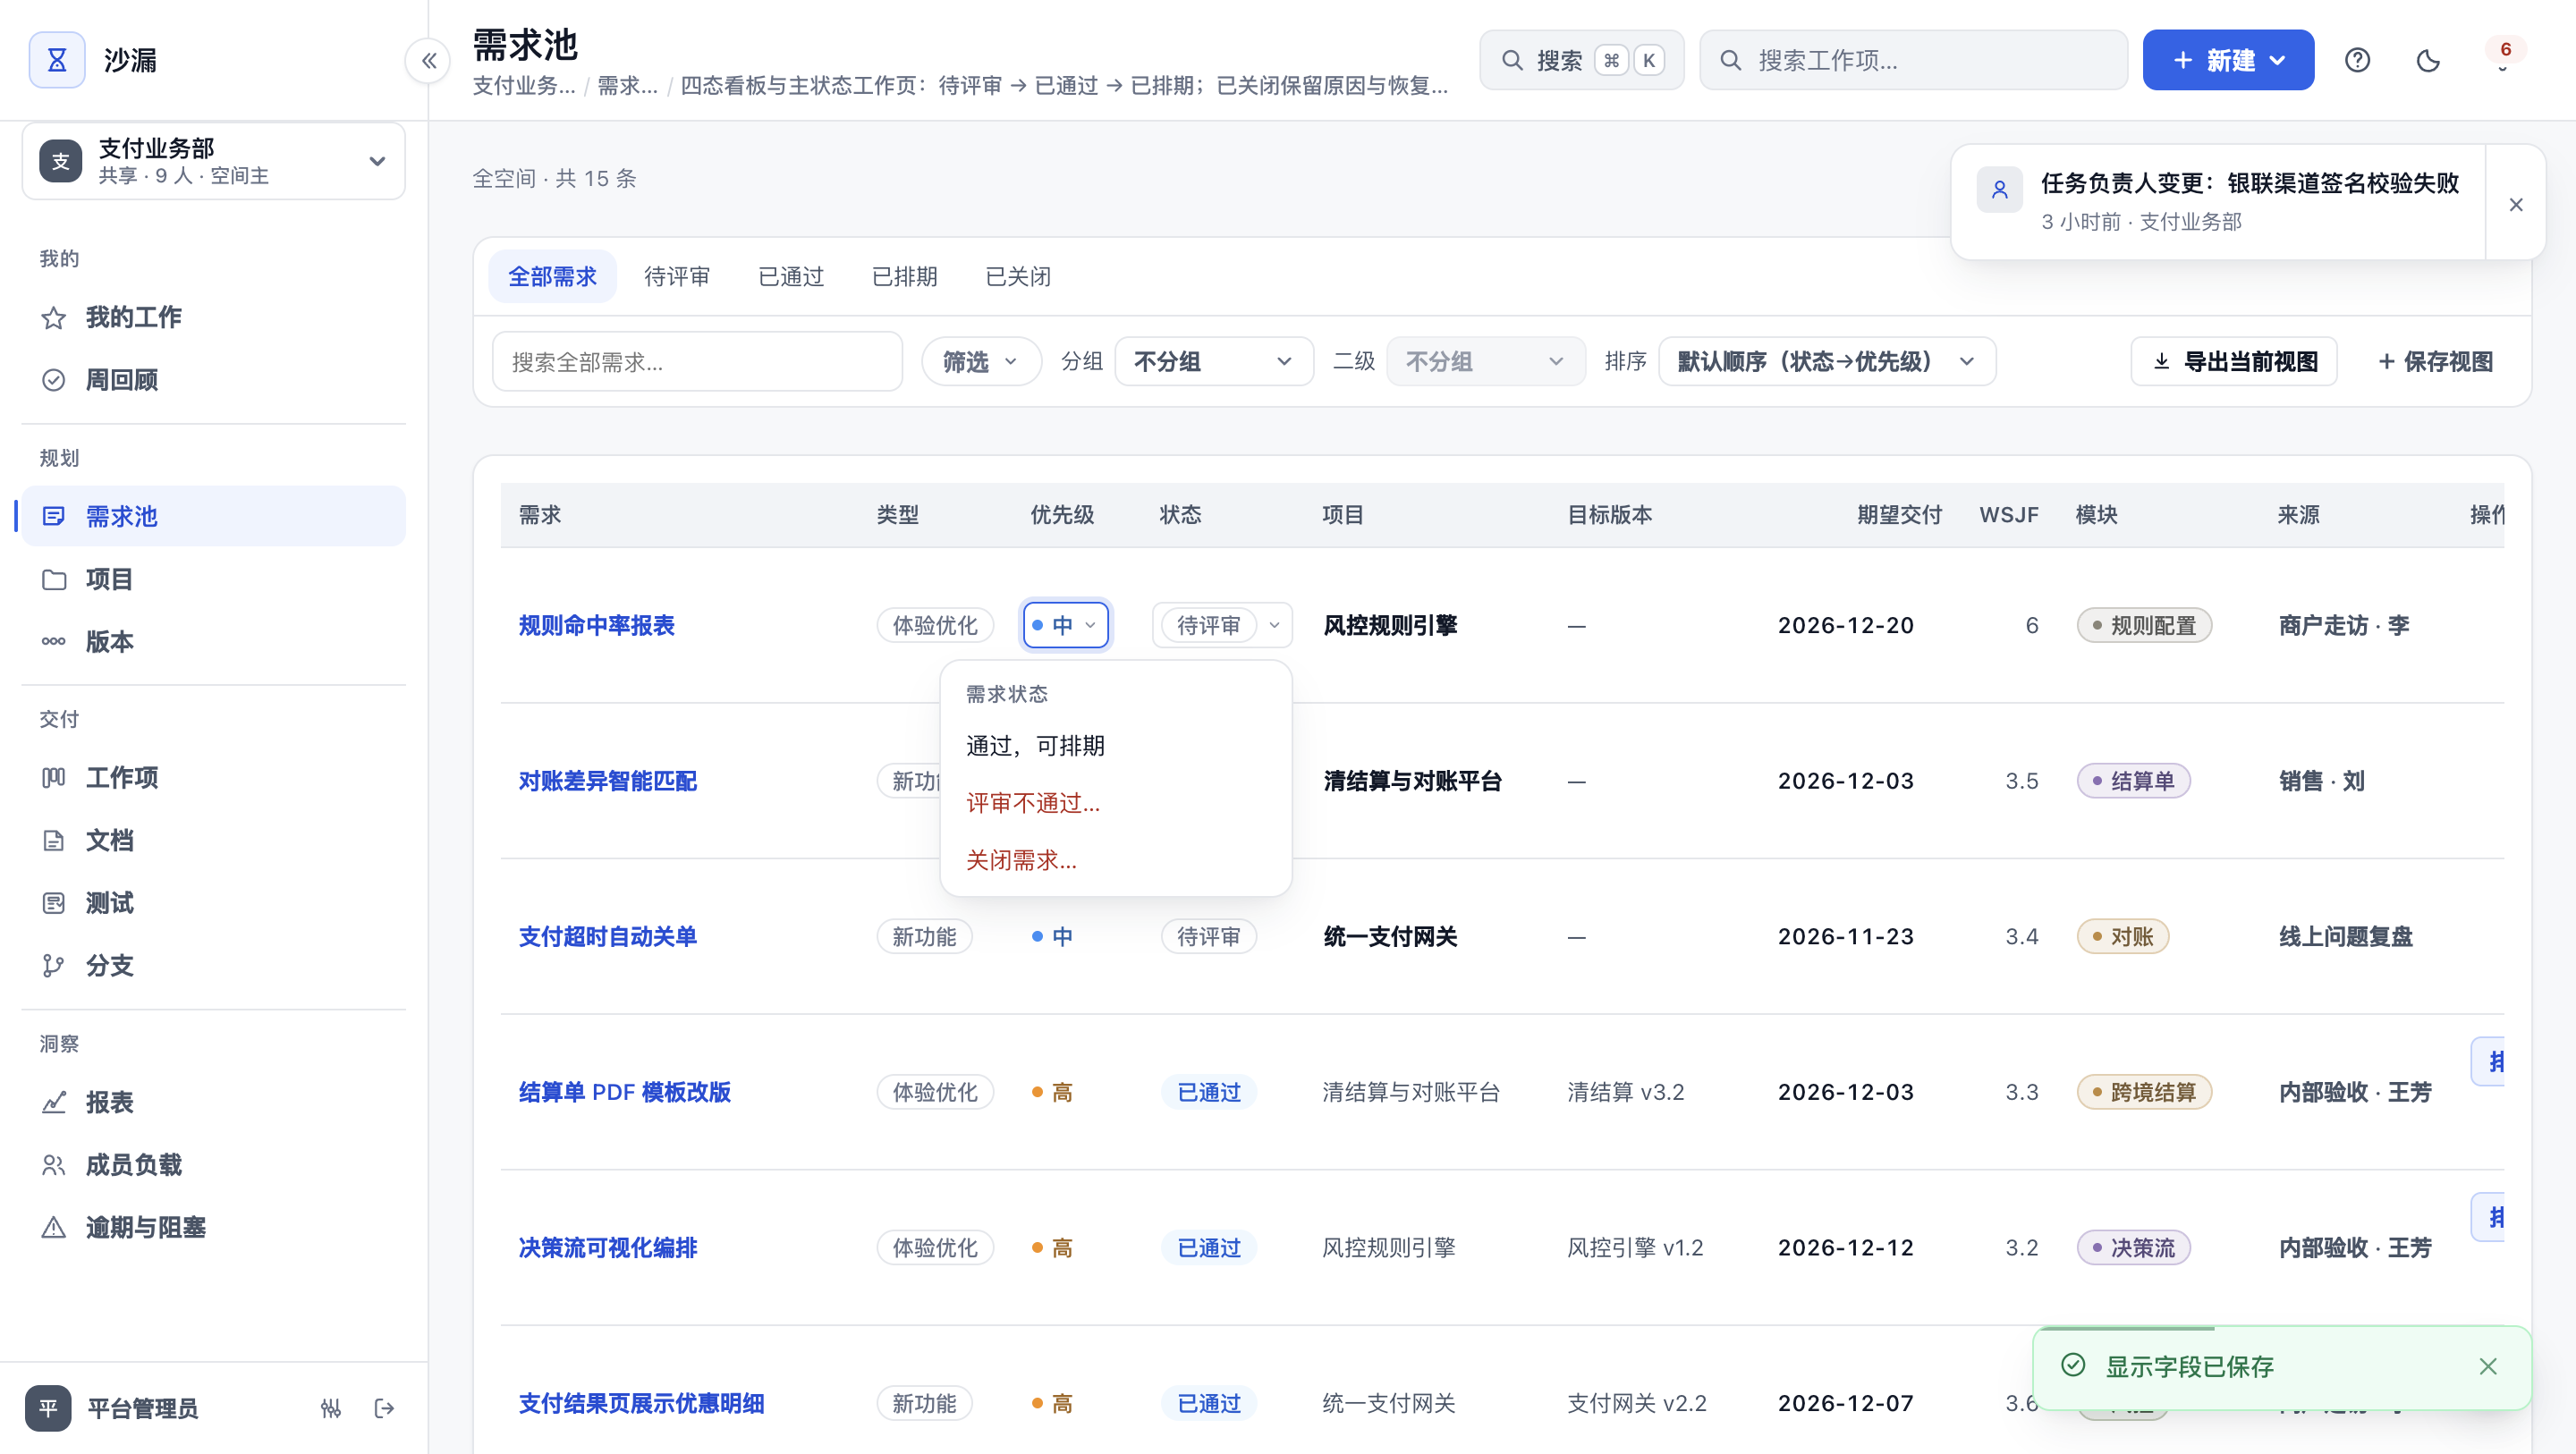 沙漏
需求池
支付业务... / 需求... / 四态看板与主状态工作页：待评审 → 已通过 → 已排期；已关闭保留原因与恢复...
搜索 ⌘ K
搜索工作项...
+ 新建
6
支
支付业务部
共享 · 9 人 · 空间主
我的
我的工作
周回顾
规划
需求池
项目
版本
交付
工作项
文档
测试
分支
洞察
报表
成员负载
逾期与阻塞
平
平台管理员
全空间 · 共 15 条
任务负责人变更：银联渠道签名校验失败
3 小时前 · 支付业务部
全部需求 待评审 已通过 已排期 已关闭
搜索全部需求... 筛选 分组 不分组 二级 不分组 排序 默认顺序（状态→优先级） 导出当前视图 + 保存视图
需求 类型 优先级 状态 项目 目标版本 期望交付 WSJF 模块 来源 操作
规则命中率报表 体验优化 中 待评审 风控规则引擎 — 2026-12-20 6 规则配置 商户走访 · 李
需求状态
通过，可排期
评审不通过...
关闭需求...
对账差异智能匹配 新功 清结算与对账平台 — 2026-12-03 3.5 结算单 销售 · 刘
支付超时自动关单 新功能 中 待评审 统一支付网关 — 2026-11-23 3.4 对账 线上问题复盘
结算单 PDF 模板改版 体验优化 高 已通过 清结算与对账平台 清结算 v3.2 2026-12-03 3.3 跨境结算 内部验收 · 王芳
决策流可视化编排 体验优化 高 已通过 风控规则引擎 风控引擎 v1.2 2026-12-12 3.2 决策流 内部验收 · 王芳
支付结果页展示优惠明细 新功能 高 已通过 统一支付网关 支付网关 v2.2 2026-12-07 3.6
显示字段已保存